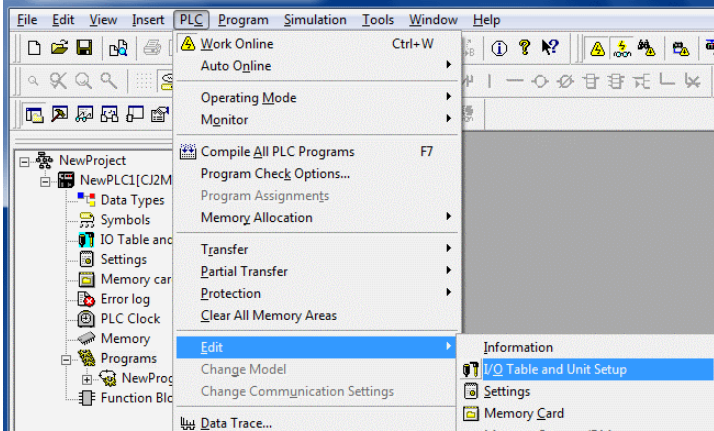 File Edit View Insert PLC Program Simulation Tools Window Help
Work Online Ctrl+W
Auto Online
Operating Mode
Monitor
Compile All PLC Programs F7
Program Check Options...
Program Assignments
Memory Allocation
Transfer
Partial Transfer
Protection
Clear All Memory Areas
Edit
Change Model
Change Communication Settings
Data Trace...
Information
I/O Table and Unit Setup
Settings
Memory Card
NewProject
NewPLC1[CJ2M
Data Types
Symbols
IO Table and
Settings
Memory car
Error log
PLC Clock
Memory
Programs
NewProg
Function Blo